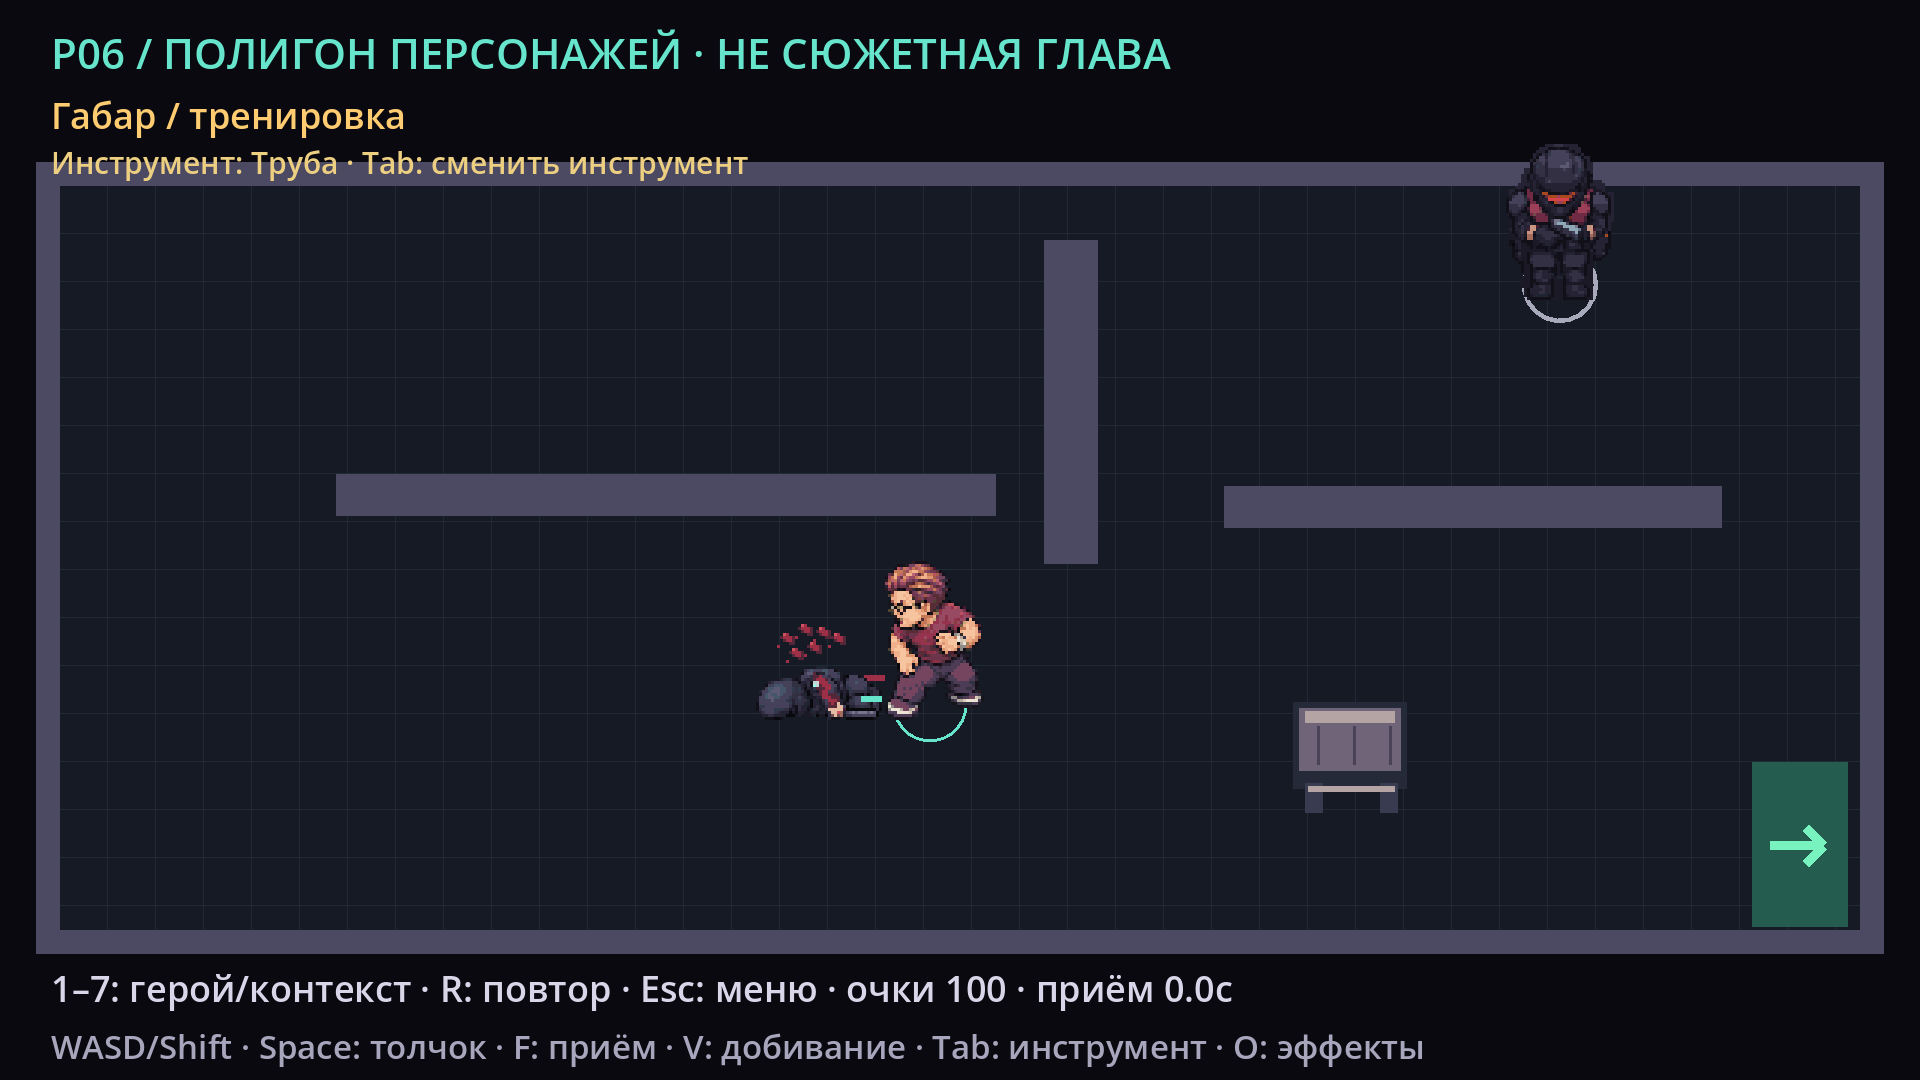 P06 / ПОЛИГОН ПЕРСОНАЖЕЙ · НЕ СЮЖЕТНАЯ ГЛАВА
Габар / тренировка
Инструмент: Труба · Tab: сменить инструмент
1–7: герой/контекст · R: повтор · Esc: меню · очки 100 · приём 0.0с
WASD/Shift · Space: толчок · F: приём · V: добивание · Tab: инструмент · O: эффекты